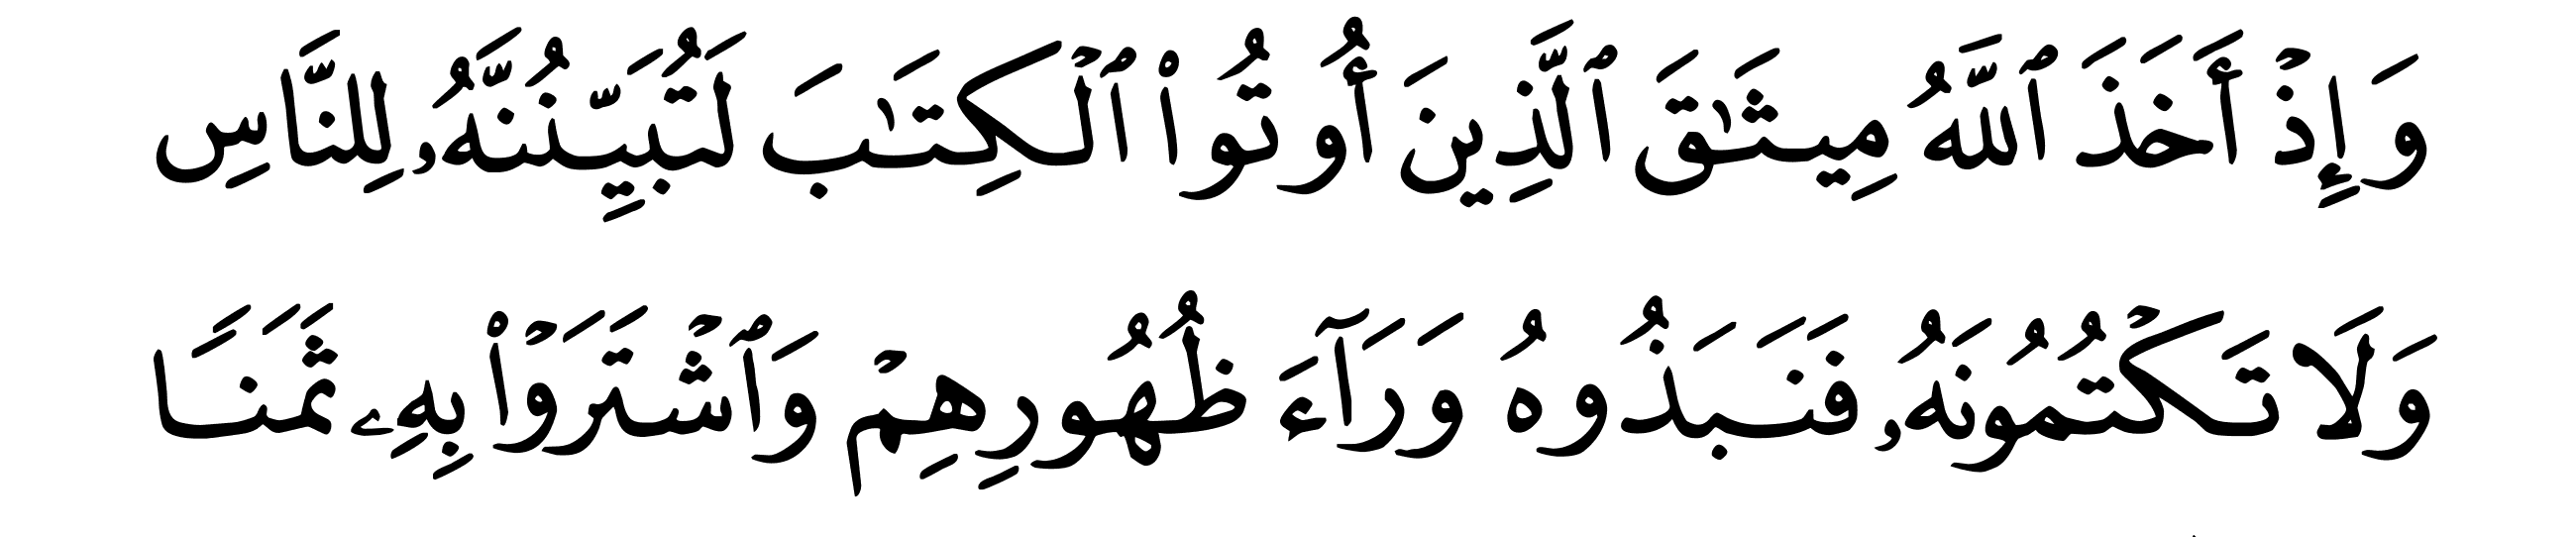 وَإِذْ أَخَذَ ٱللَّهُ مِيثَٰقَ ٱلَّذِينَ أُوتُوا۟ ٱلْكِتَٰبَ لَتُبَيِّنُنَّهُۥ لِلنَّاسِ
وَلَا تَكْتُمُونَهُۥ فَنَبَذُوهُ وَرَآءَ ظُهُورِهِمْ وَٱشْتَرَوْا۟ بِهِۦ ثَمَنًا